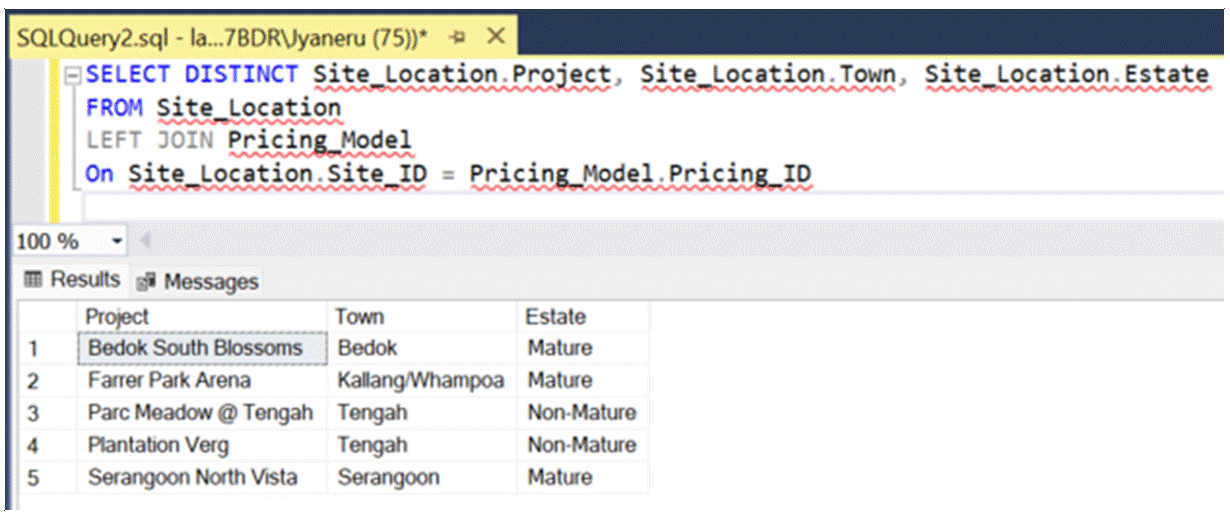 SQLQuery2.sql - la...7BDR\Jyaneru (75))*
SELECT DISTINCT Site_Location.Project, Site_Location.Town, Site_Location.Estate
FROM Site_Location
LEFT JOIN Pricing_Model
On Site_Location.Site_ID = Pricing_Model.Pricing_ID
100 %
Results Messages
Project Town Estate
1 Bedok South Blossoms Bedok Mature
2 Farrer Park Arena Kallang/Whampoa Mature
3 Parc Meadow @ Tengah Tengah Non-Mature
4 Plantation Verg Tengah Non-Mature
5 Serangoon North Vista Serangoon Mature